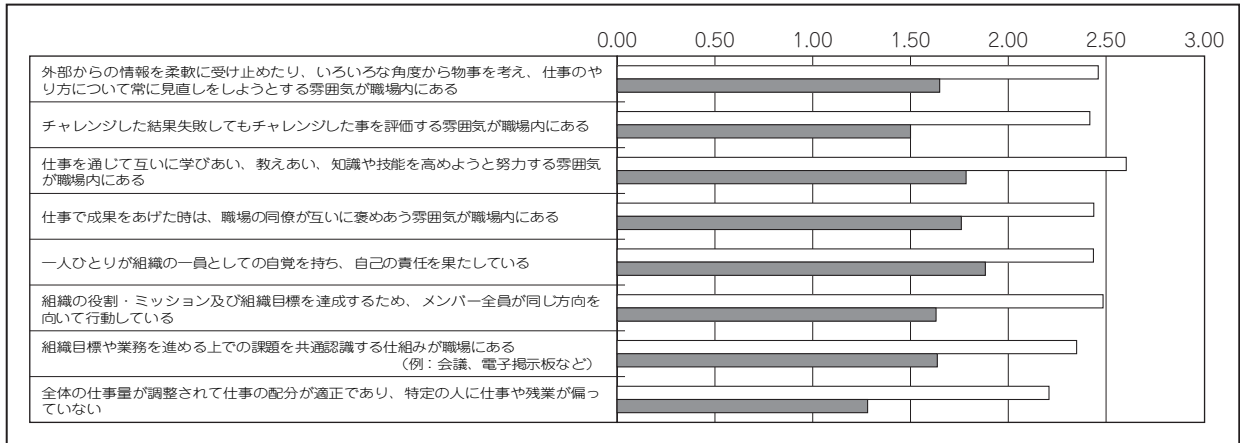 0.00 0.50 1.00 1.50 2.00 2.50 3.00
外部からの情報を柔軟に受け止めたり、いろいろな角度から物事を考え、仕事のや
り方について常に見直しをしようとする雰囲気が職場内にある
チャレンジした結果失敗してもチャレンジした事を評価する雰囲気が職場内にある
仕事を通じて互いに学びあい、教えあい、知識や技能を高めようと努力する雰囲気
が職場内にある
仕事で成果をあげた時は、職場の同僚が互いに褒めあう雰囲気が職場内にある
一人ひとりが組織の一員としての自覚を持ち、自己の責任を果たしている
組織の役割・ミッション及び組織目標を達成するため、メンバー全員が同じ方向を
向いて行動している
組織目標や業務を進める上での課題を共通認識する仕組みが職場にある
（例：会議、電子掲示板など）
全体の仕事量が調整されて仕事の配分が適正であり、特定の人に仕事や残業が偏っ
ていない